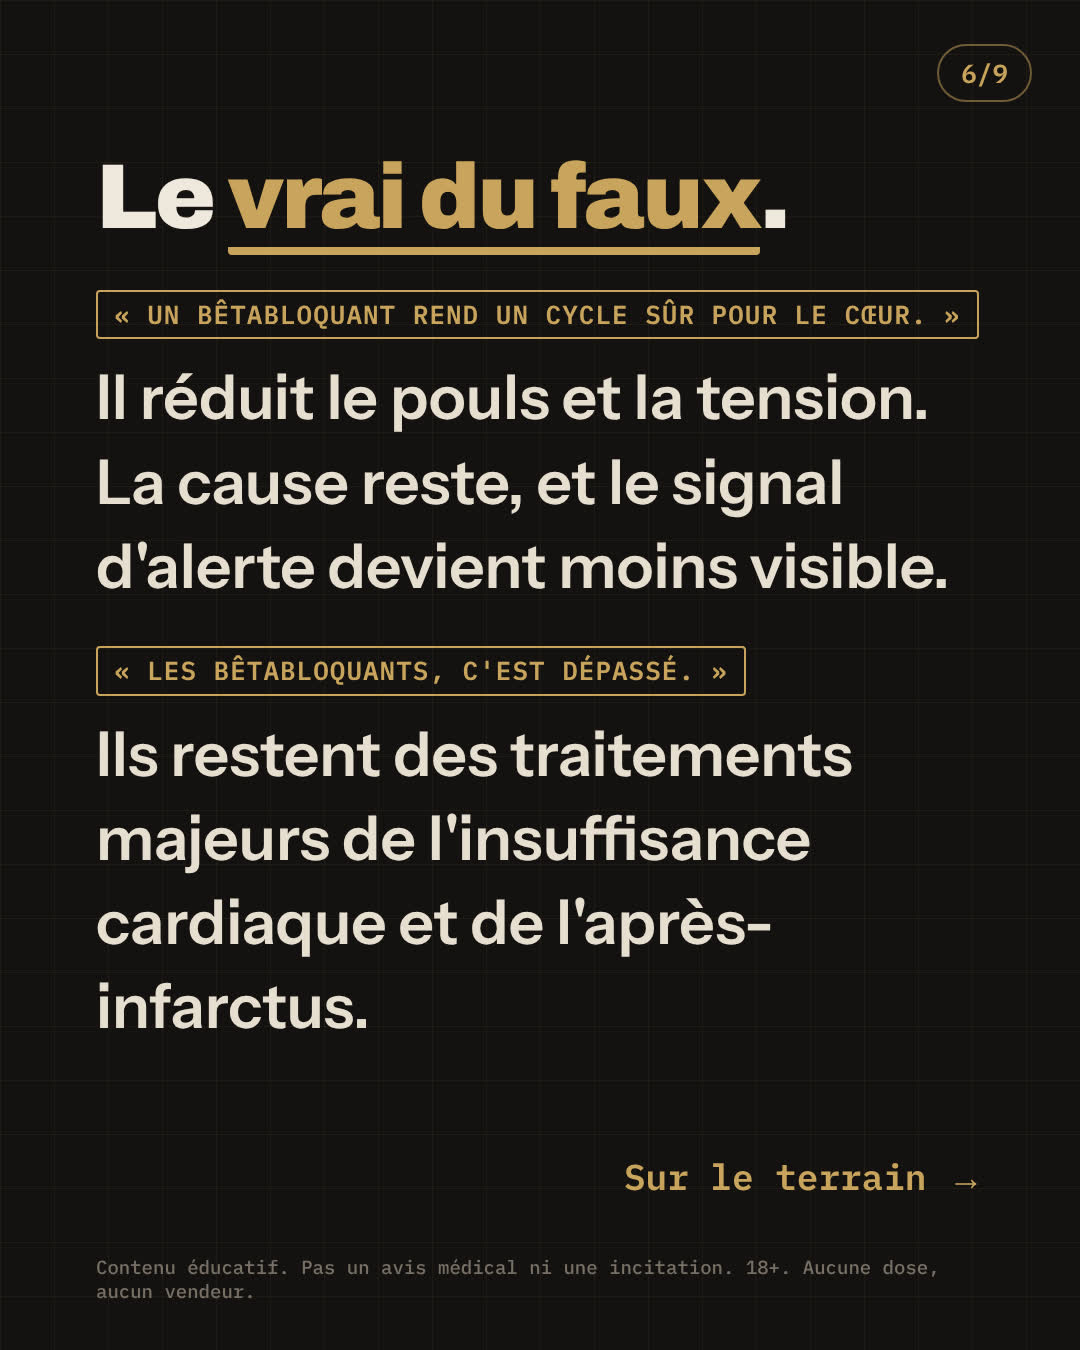 6/9
Le vrai du faux.
« UN BÊTABLOQUANT REND UN CYCLE SÛR POUR LE CŒUR. »
Il réduit le pouls et la tension.
La cause reste, et le signal
d'alerte devient moins visible.
« LES BÊTABLOQUANTS, C'EST DÉPASSÉ. »
Ils restent des traitements
majeurs de l'insuffisance
cardiaque et de l'après-
infarctus.
Sur le terrain →
Contenu éducatif. Pas un avis médical ni une incitation. 18+. Aucune dose,
aucun vendeur.